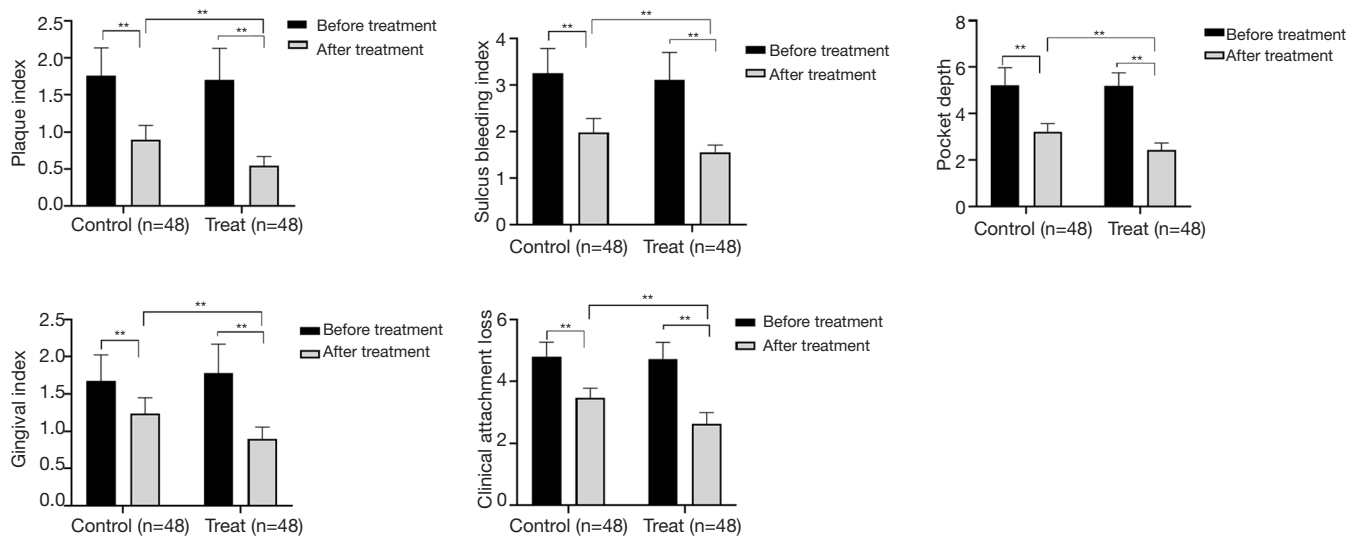 Plaque index
2.5
2.0
1.5
1.0
0.5
0.0
**
**
**
Before treatment
After treatment
Control (n=48)
Treat (n=48)
Sulcus bleeding index
5
4
3
2
1
0
**
**
**
Before treatment
After treatment
Control (n=48)
Treat (n=48)
Pocket depth
8
6
4
2
0
**
**
**
Before treatment
After treatment
Control (n=48)
Treat (n=48)
Gingival index
2.5
2.0
1.5
1.0
0.5
0.0
**
**
**
Before treatment
After treatment
Control (n=48)
Treat (n=48)
Clinical attachment loss
6
4
2
0
**
**
**
Before treatment
After treatment
Control (n=48)
Treat (n=48)